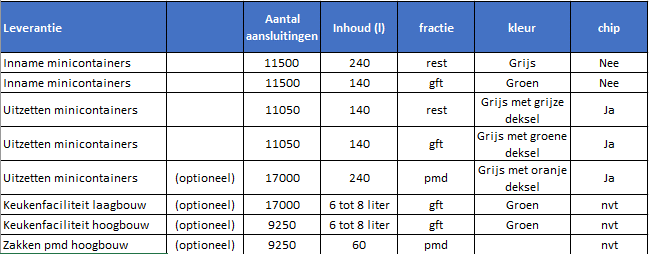 Leverantie Aantal aansluitingen Inhoud (l) fractie kleur chip
Inname minicontainers 11500 240 rest Grijs Nee
Inname minicontainers 11500 140 gft Groen Nee
Uitzetten minicontainers 11050 140 rest Grijs met grijze deksel Ja
Uitzetten minicontainers 11050 140 gft Grijs met groene deksel Ja
Uitzetten minicontainers (optioneel) 17000 240 pmd Grijs met oranje deksel Ja
Keukenfaciliteit laagbouw (optioneel) 17000 6 tot 8 liter gft Groen nvt
Keukenfaciliteit hoogbouw (optioneel) 9250 6 tot 8 liter gft Groen nvt
Zakken pmd hoogbouw (optioneel) 9250 60 pmd nvt